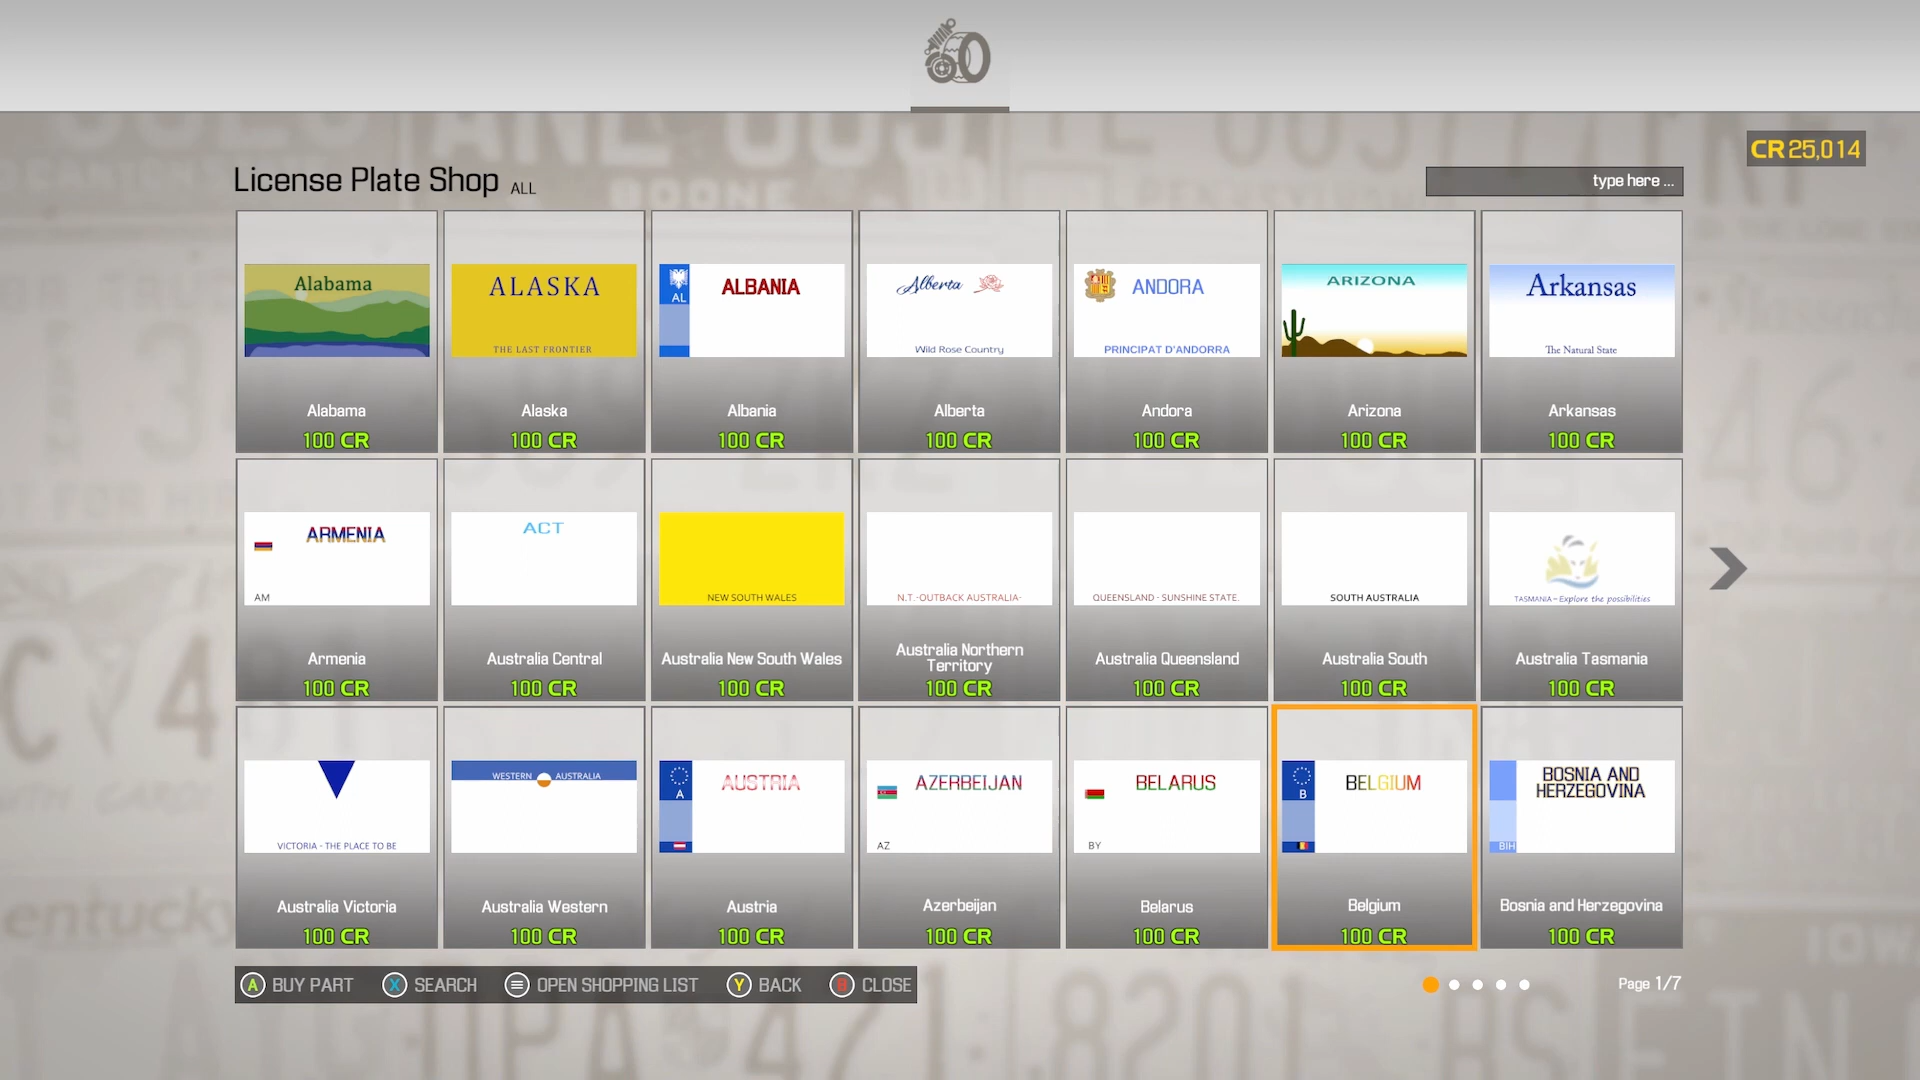 CR 25,014
License Plate Shop ALL
type here ...
Alabama
ALASKA
THE LAST FRONTIER
AL
ALBANIA
Alberta
Wild Rose Country
ANDORA
PRINCIPAT D'ANDORRA
ARIZONA
Arkansas
The Natural State
Alabama
Alaska
Albania
Alberta
Andora
Arizona
Arkansas
100 CR
100 CR
100 CR
100 CR
100 CR
100 CR
100 CR
ARMENIA
AM
ACT
NEW SOUTH WALES
N.T.-OUTBACK AUSTRALIA-
QUEENSLAND - SUNSHINE STATE.
SOUTH AUSTRALIA
TASMANIA - Explore the possibilities
Armenia
Australia Central
Australia New South Wales
Australia Northern
Territory
Australia Queensland
Australia South
Australia Tasmania
100 CR
100 CR
100 CR
100 CR
100 CR
100 CR
100 CR
VICTORIA - THE PLACE TO BE
WESTERN AUSTRALIA
A
AUSTRIA
AZERBEIJAN
AZ
BELARUS
BY
B
BELGIUM
BOSNIA AND
HERZEGOVINA
BIH
Australia Victoria
Australia Western
Austria
Azerbeijan
Belarus
Belgium
Bosnia and Herzegovina
100 CR
100 CR
100 CR
100 CR
100 CR
100 CR
100 CR
A BUY PART X SEARCH OPEN SHOPPING LIST Y BACK B CLOSE
Page 1/7